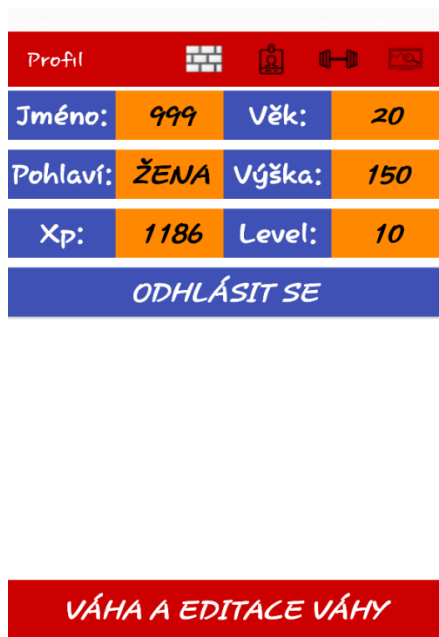 Profil
Jméno: 999 Věk: 20
Pohlaví: ŽENA Výška: 150
Xp: 1186 Level: 10
ODHLÁSIT SE
VÁHA A EDITACE VÁHY